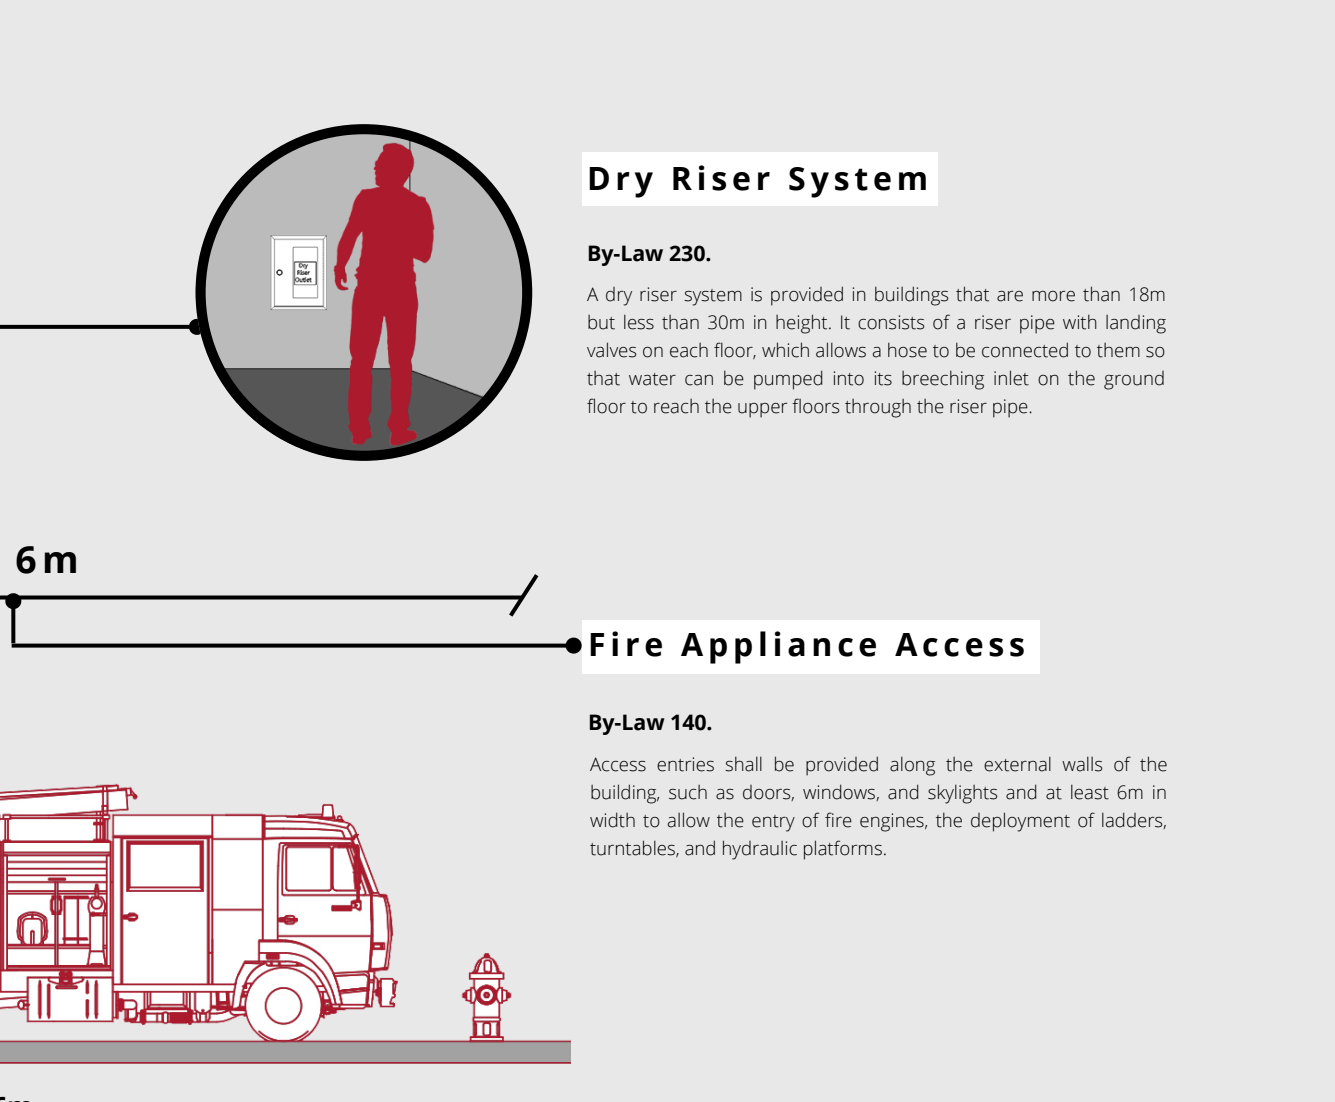 Dry Riser System
By-Law 230.
A dry riser system is provided in buildings that are more than 18m
but less than 30m in height. It consists of a riser pipe with landing
valves on each floor, which allows a hose to be connected to them so
that water can be pumped into its breeching inlet on the ground
floor to reach the upper floors through the riser pipe.
Dry
Riser
Outlet
6m
Fire Appliance Access
By-Law 140.
Access entries shall be provided along the external walls of the
building, such as doors, windows, and skylights and at least 6m in
width to allow the entry of fire engines, the deployment of ladders,
turntables, and hydraulic platforms.